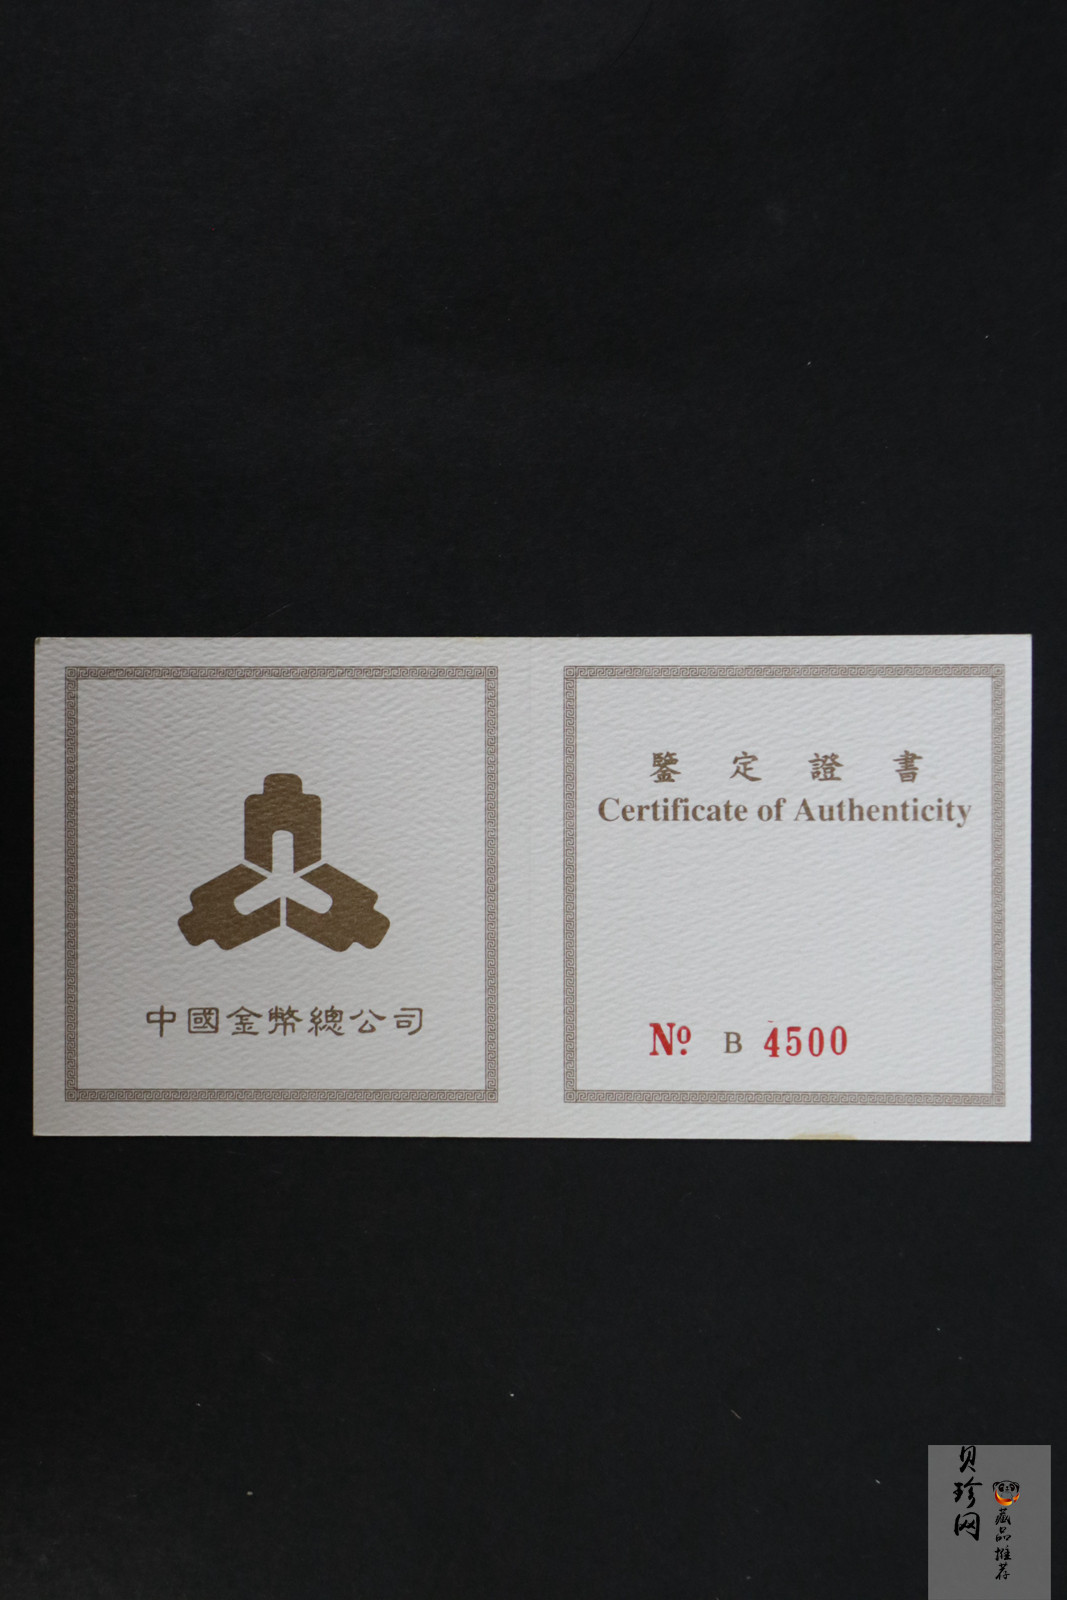 中國金幣總公司
鑒定證書
Certificate of Authenticity
Nº. B 4500
贝珍网
藏品推荐